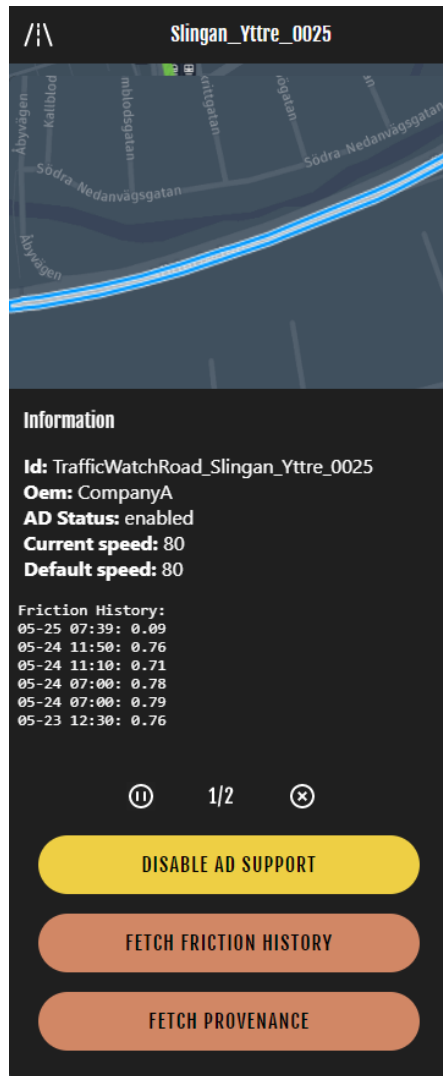 Slingan_Yttre_0025
Åbyvägen
Kallblod
mblodsgatan
krittgatan
ögatan
Södra-Nedanvägsgatan
Södra-Nedanvägsgatan
Åbyvägen
Information
Id: TrafficWatchRoad_Slingan_Yttre_0025
Oem: CompanyA
AD Status: enabled
Current speed: 80
Default speed: 80
Friction History:
05-25 07:39: 0.09
05-24 11:50: 0.76
05-24 11:10: 0.71
05-24 07:00: 0.78
05-24 07:00: 0.79
05-23 12:30: 0.76
1/2
DISABLE AD SUPPORT
FETCH FRICTION HISTORY
FETCH PROVENANCE